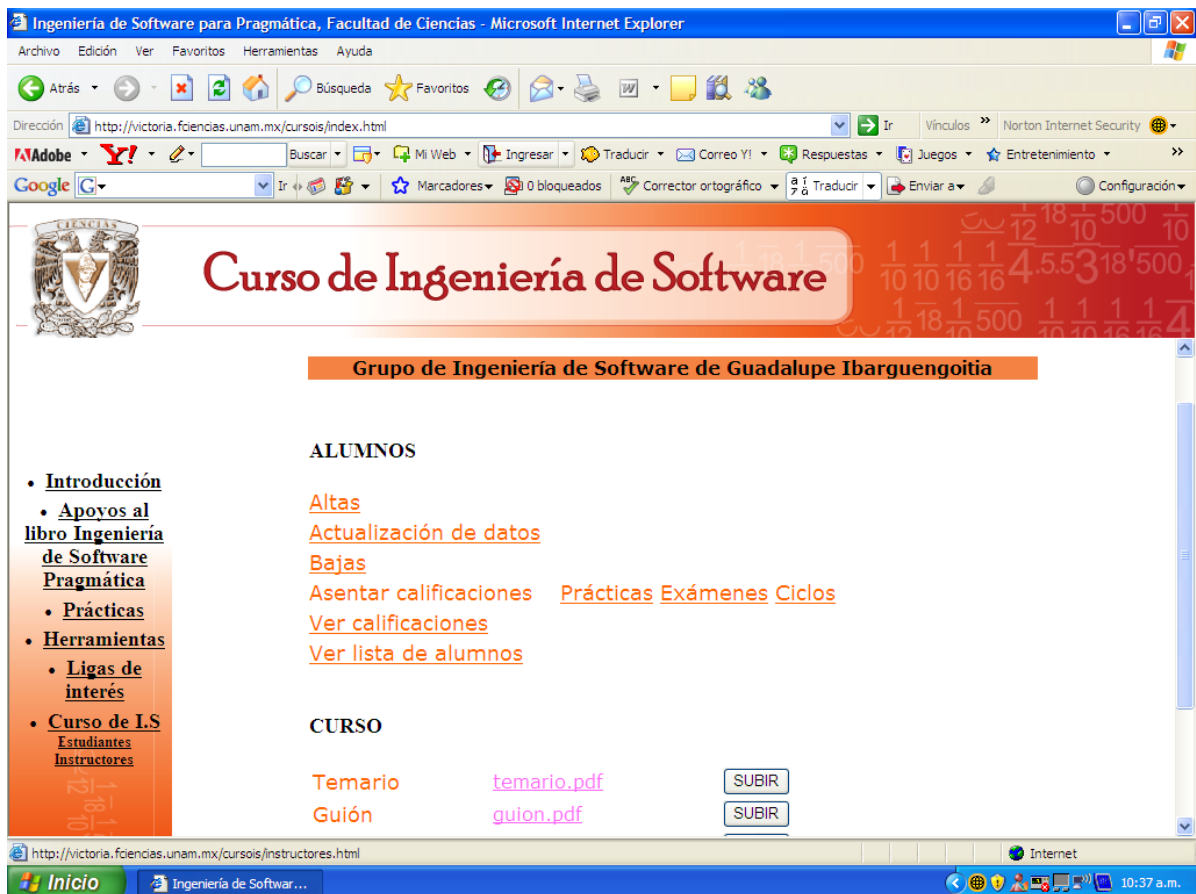 Ingeniería de Software para Pragmática, Facultad de Ciencias - Microsoft Internet Explorer
Archivo Edición Ver Favoritos Herramientas Ayuda
Atrás Búsqueda Favoritos
Dirección http://victoria.fciencias.unam.mx/cursois/index.html Ir Vínculos » Norton Internet Security
Adobe Y! Buscar Mi Web Ingresar Traducir Correo Y! Respuestas Juegos Entretenimiento »
Google G Ir Marcadores 0 bloqueados Corrector ortográfico Traducir Enviar a Configuración
CIENCIAS
Curso de Ingeniería de Software
Grupo de Ingeniería de Software de Guadalupe Ibarguengoitia
ALUMNOS
Altas
Actualización de datos
Bajas
Asentar calificaciones Prácticas Exámenes Ciclos
Ver calificaciones
Ver lista de alumnos
• Introducción
• Apoyos al
libro Ingeniería
de Software
Pragmática
• Prácticas
• Herramientas
• Ligas de
interés
• Curso de I.S
Estudiantes
Instructores
CURSO
Temario temario.pdf SUBIR
Guión guion.pdf SUBIR
http://victoria.fciencias.unam.mx/cursois/instructores.html Internet
Inicio Ingeniería de Softwar... 10:37 a.m.